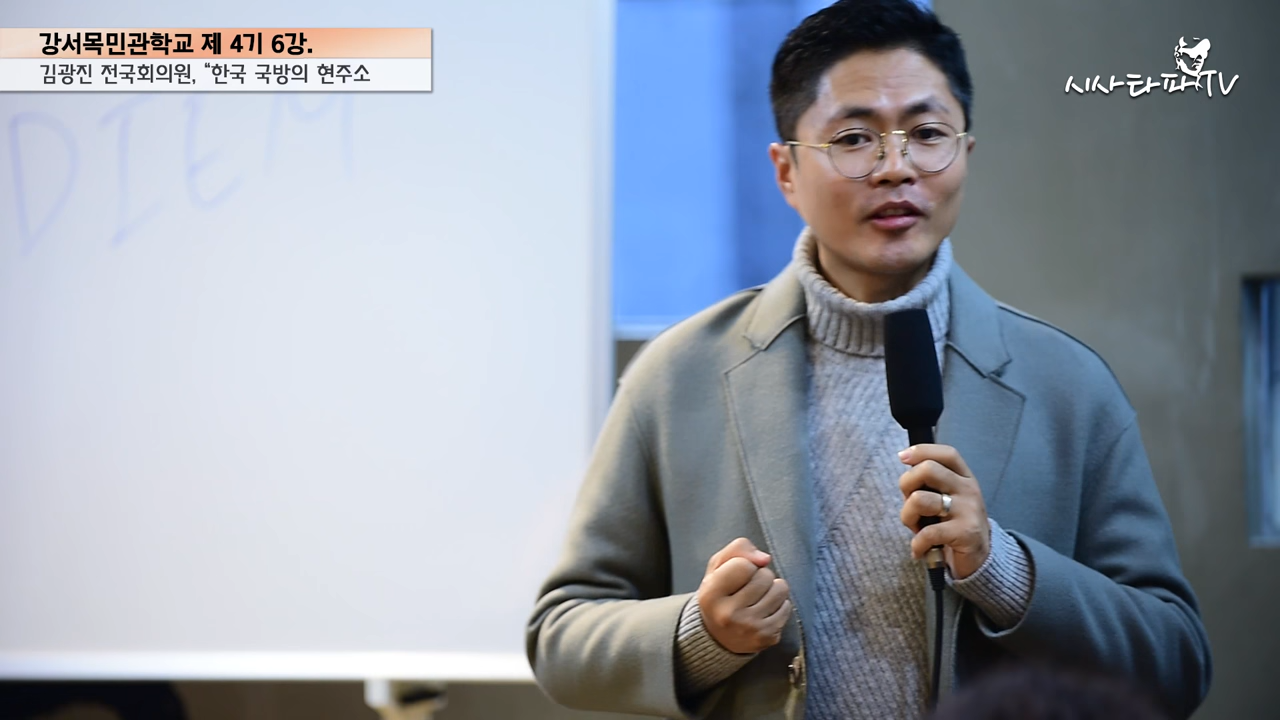 강서목민관학교 제 4기 6강.
김광진 전국회의원, “한국 국방의 현주소
시사타파TV
DIEM